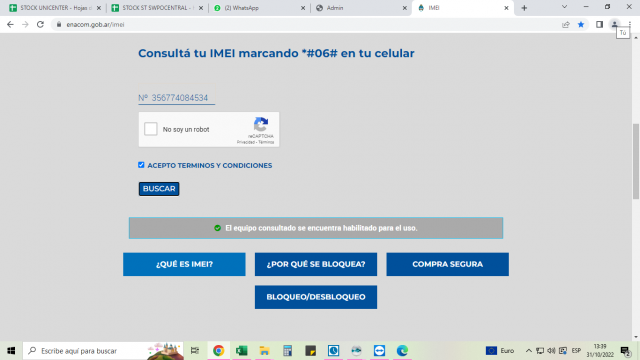 STOCK UNICENTER - Hojas d
STOCK ST SWPOCENTRAL -
(2) WhatsApp
Admin
IMEI
enacom.gob.ar/imei
Tú
Consultá tu IMEI marcando *#06# en tu celular
Nº 356774084534
No soy un robot
reCAPTCHA
Privacidad - Términos
ACEPTO TERMINOS Y CONDICIONES
BUSCAR
El equipo consultado se encuentra habilitado para el uso.
¿QUÉ ES IMEI?
¿POR QUÉ SE BLOQUEA?
COMPRA SEGURA
BLOQUEO/DESBLOQUEO
Escribe aquí para buscar
Euro
ESP
13:39
31/10/2022